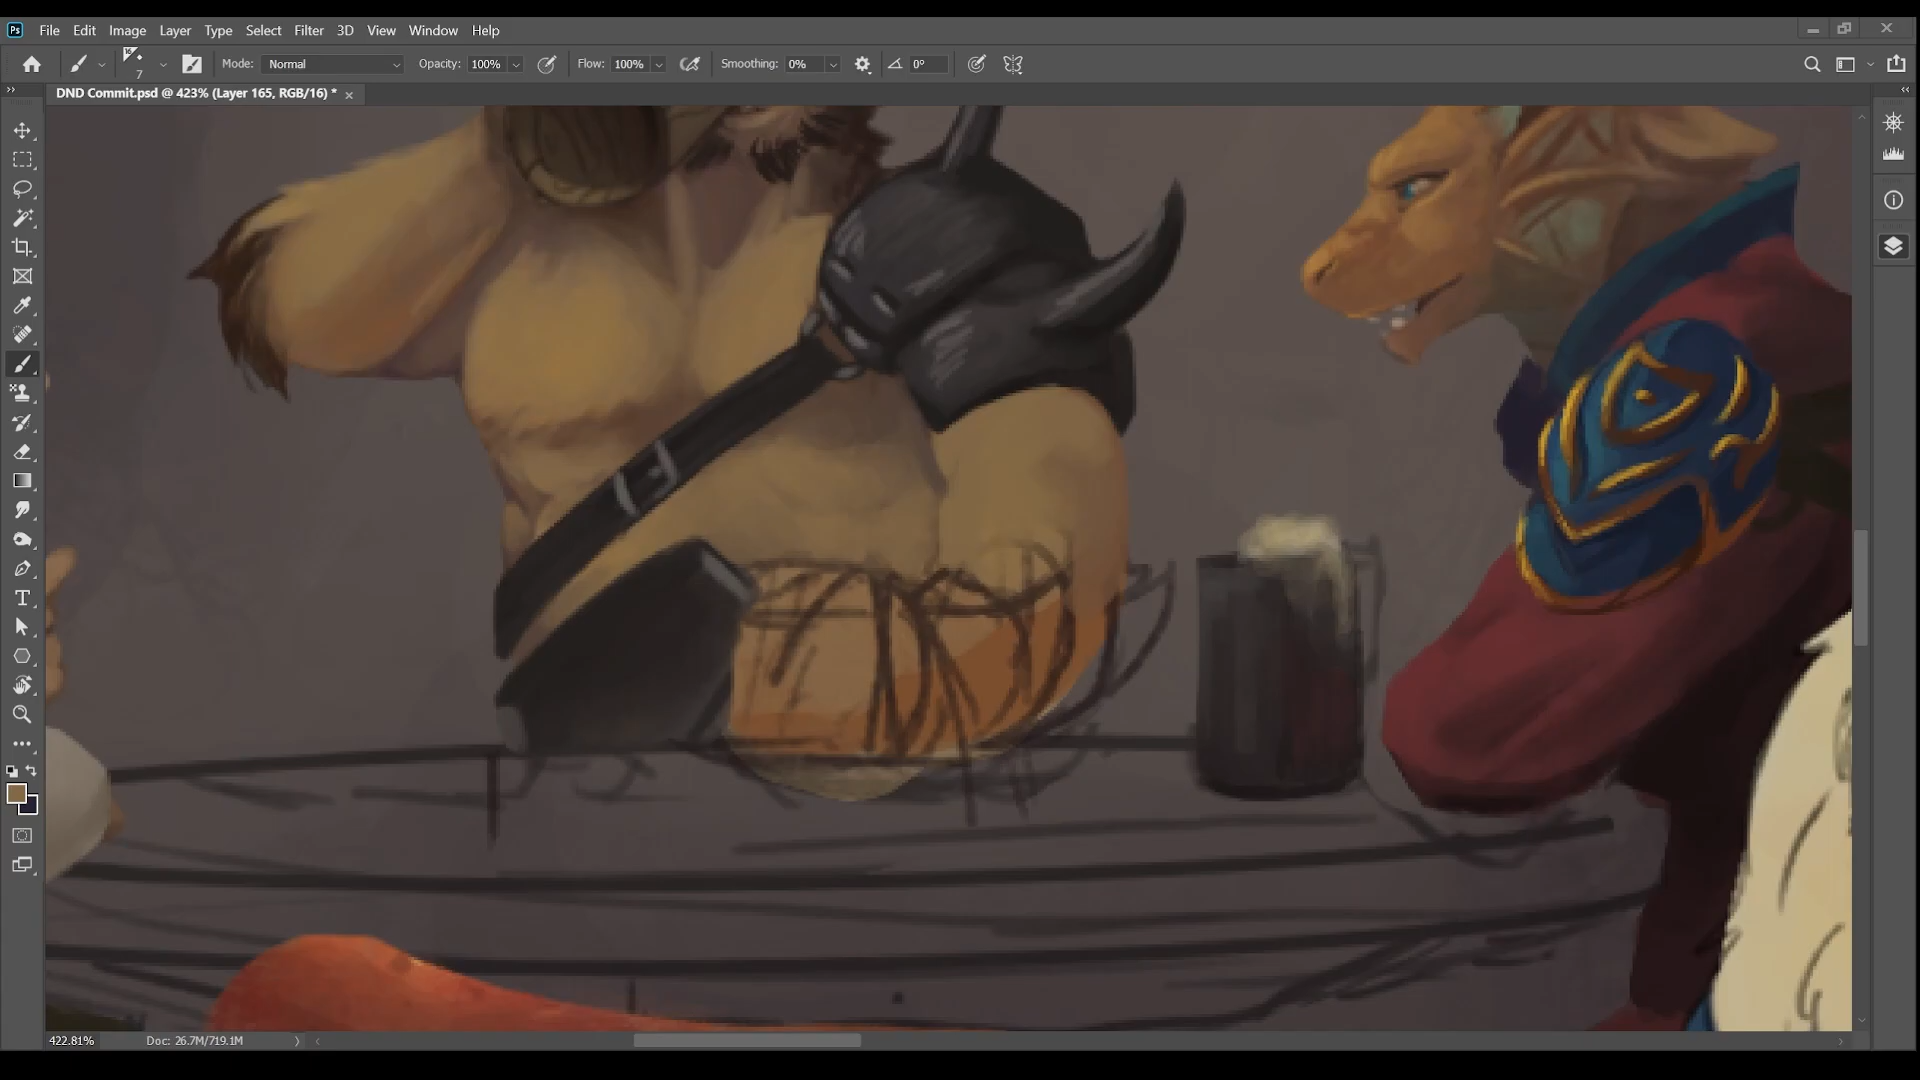 Ps File Edit Image Layer Type Select Filter 3D View Window Help
7 Mode: Normal Opacity: 100% Flow: 100% Smoothing: 0% 0°
DND Commit.psd @ 423% (Layer 165, RGB/16) *
422.81% Doc: 26.7M/719.1M